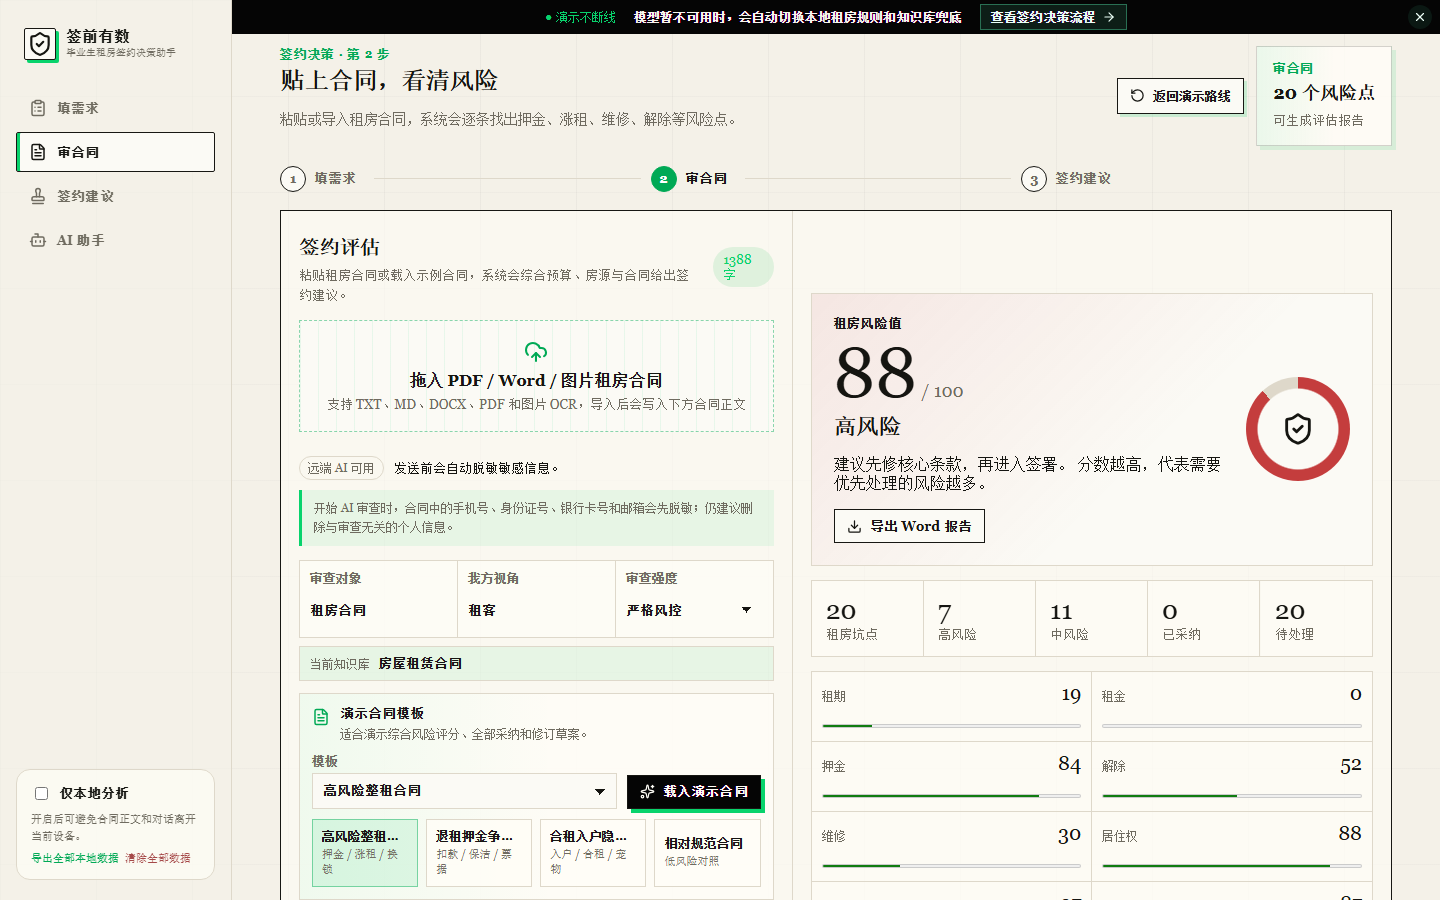 签前有数
毕业生租房签约决策助手
填需求
审合同
签约建议
AI 助手
仅本地分析
开启后可避免合同正文和对话离开
当前设备。
导出全部本地数据 清除全部数据
演示不断线 模型暂不可用时，会自动切换本地租房规则和知识库兜底 查看签约决策流程
签约决策 · 第 2 步
贴上合同，看清风险
粘贴或导入租房合同，系统会逐条找出押金、涨租、维修、解除等风险点。
返回演示路线
审合同
20 个风险点
可生成评估报告
1 填需求
2 审合同
3 签约建议
签约评估
粘贴租房合同或载入示例合同，系统会综合预算、房源与合同给出签
约建议。
1388
字
拖入 PDF / Word / 图片租房合同
支持 TXT、MD、DOCX、PDF 和图片 OCR，导入后会写入下方合同正文
远端 AI 可用 发送前会自动脱敏敏感信息。
开始 AI 审查时，合同中的手机号、身份证号、银行卡号和邮箱会先脱敏；仍建议删
除与审查无关的个人信息。
审查对象 我方视角 审查强度
租房合同 租客 严格风控
当前知识库 房屋租赁合同
演示合同模板
适合演示综合风险评分、全部采纳和修订草案。
模板
高风险整租合同
载入演示合同
高风险整租...
押金 / 涨租 / 换
锁
退租押金争...
扣款 / 保洁 / 票
据
合租入户隐...
入户 / 合租 / 宠
物
相对规范合同
低风险对照
租房风险值
88 / 100
高风险
建议先修核心条款，再进入签署。 分数越高，代表需要
优先处理的风险越多。
导出 Word 报告
20
租房坑点
7
高风险
11
中风险
0
已采纳
20
待处理
租期 19
租金 0
押金 84
解除 52
维修 30
居住权 88